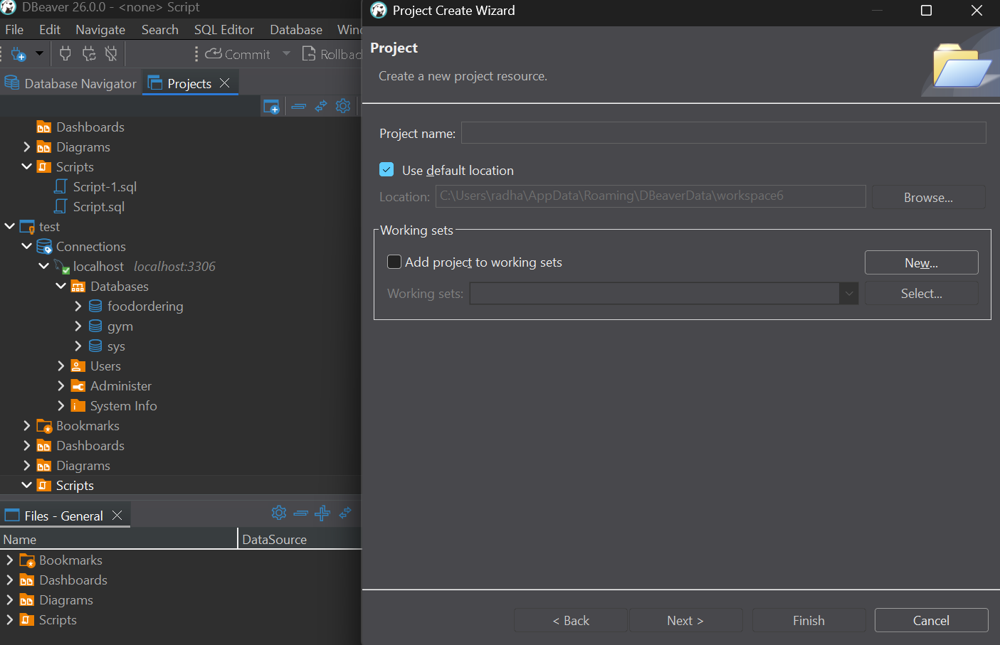 DBeaver 26.0.0 - <none> Script
File Edit Navigate Search SQL Editor Database
Commit
Database Navigator
Projects
Dashboards
Diagrams
Scripts
Script-1.sql
Script.sql
test
Connections
localhost localhost:3306
Databases
foodordering
gym
sys
Users
Administer
System Info
Bookmarks
Dashboards
Diagrams
Scripts
Files - General
Name DataSource
Bookmarks
Dashboards
Diagrams
Scripts
Project Create Wizard
Project
Create a new project resource.
Project name:
Use default location
Location: C:\Users\radha\AppData\Roaming\DBeaverData\workspace6 Browse...
Working sets
Add project to working sets New...
Working sets: Select...
< Back Next > Finish Cancel